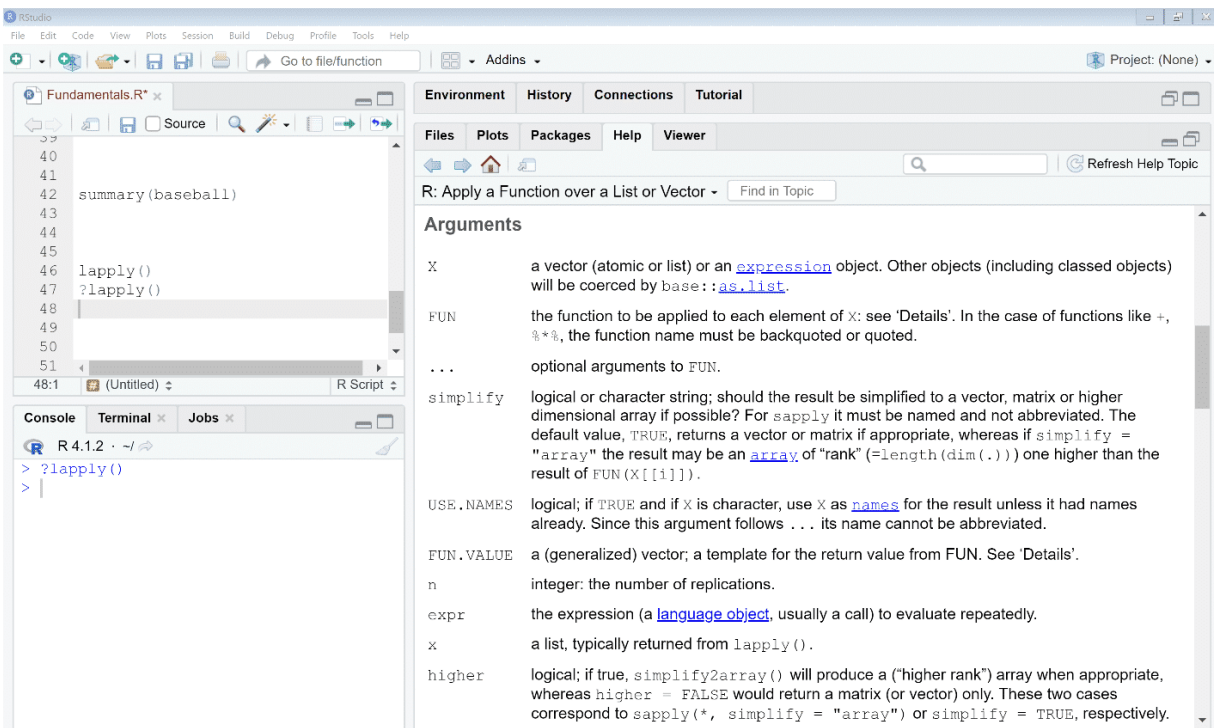 RStudio
File Edit Code View Plots Session Build Debug Profile Tools Help
Go to file/function Addins Project: (None)
Fundamentals.R*
Source
39
40
41
42 summary(baseball)
43
44
45
46 lapply()
47 ?lapply()
48
49
50
51
48:1 (Untitled) R Script
Console Terminal Jobs
R 4.1.2 · ~/
> ?lapply()
>
Environment History Connections Tutorial
Files Plots Packages Help Viewer
Refresh Help Topic
R: Apply a Function over a List or Vector Find in Topic
Arguments
X a vector (atomic or list) or an expression object. Other objects (including classed objects)
will be coerced by base::as.list.
FUN the function to be applied to each element of X: see ‘Details’. In the case of functions like +,
%*%, the function name must be backquoted or quoted.
... optional arguments to FUN.
simplify logical or character string; should the result be simplified to a vector, matrix or higher
dimensional array if possible? For sapply it must be named and not abbreviated. The
default value, TRUE, returns a vector or matrix if appropriate, whereas if simplify =
"array" the result may be an array of “rank” (=length(dim(.))) one higher than the
result of FUN(X[[i]]).
USE.NAMES logical; if TRUE and if X is character, use X as names for the result unless it had names
already. Since this argument follows ... its name cannot be abbreviated.
FUN.VALUE a (generalized) vector; a template for the return value from FUN. See ‘Details’.
n integer: the number of replications.
expr the expression (a language object, usually a call) to evaluate repeatedly.
x a list, typically returned from lapply().
higher logical; if true, simplify2array() will produce a (“higher rank”) array when appropriate,
whereas higher = FALSE would return a matrix (or vector) only. These two cases
correspond to sapply(*, simplify = "array") or simplify = TRUE, respectively.